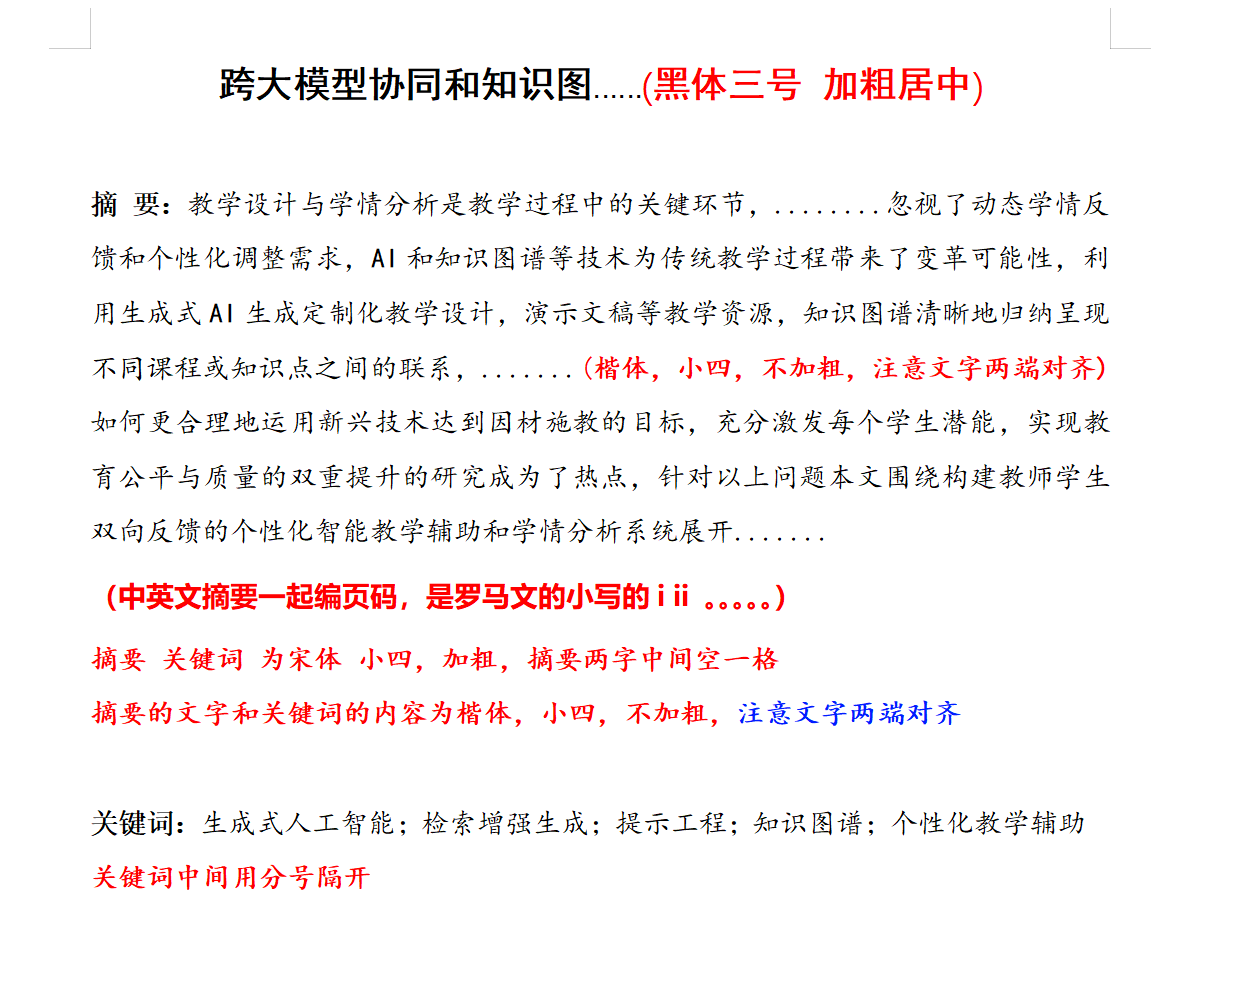 跨大模型协同和知识图......(黑体三号 加粗居中)
摘 要：教学设计与学情分析是教学过程中的关键环节，........忽视了动态学情反
馈和个性化调整需求，AI 和知识图谱等技术为传统教学过程带来了变革可能性，利
用生成式 AI 生成定制化教学设计，演示文稿等教学资源，知识图谱清晰地归纳呈现
不同课程或知识点之间的联系，.......（楷体，小四，不加粗，注意文字两端对齐）
如何更合理地运用新兴技术达到因材施教的目标，充分激发每个学生潜能，实现教
育公平与质量的双重提升的研究成为了热点，针对以上问题本文围绕构建教师学生
双向反馈的个性化智能教学辅助和学情分析系统展开.......
（中英文摘要一起编页码，是罗马文的小写的 i ii 。。。。。）
摘要 关键词 为宋体 小四，加粗，摘要两字中间空一格
摘要的文字和关键词的内容为楷体，小四，不加粗，注意文字两端对齐
关键词：生成式人工智能；检索增强生成；提示工程；知识图谱；个性化教学辅助
关键词中间用分号隔开